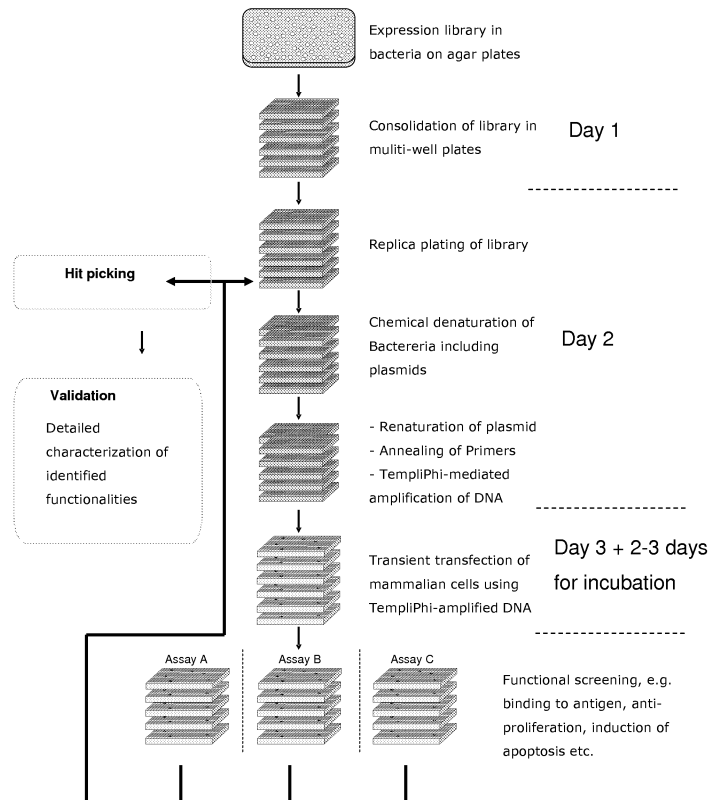 Expression library in
bacteria on agar plates
Consolidation of library in
muliti-well plates
Day 1
Replica plating of library
Hit picking
Chemical denaturation of
Bactereria including
plasmids
Day 2
Validation
Detailed
characterization of
identified
functionalities
- Renaturation of plasmid
- Annealing of Primers
- TempliPhi-mediated
amplification of DNA
Day 3 + 2-3 days
for incubation
Transient transfection of
mammalian cells using
TempliPhi-amplified DNA
Assay A
Assay B
Assay C
Functional screening, e.g.
binding to antigen, anti-
proliferation, induction of
apoptosis etc.